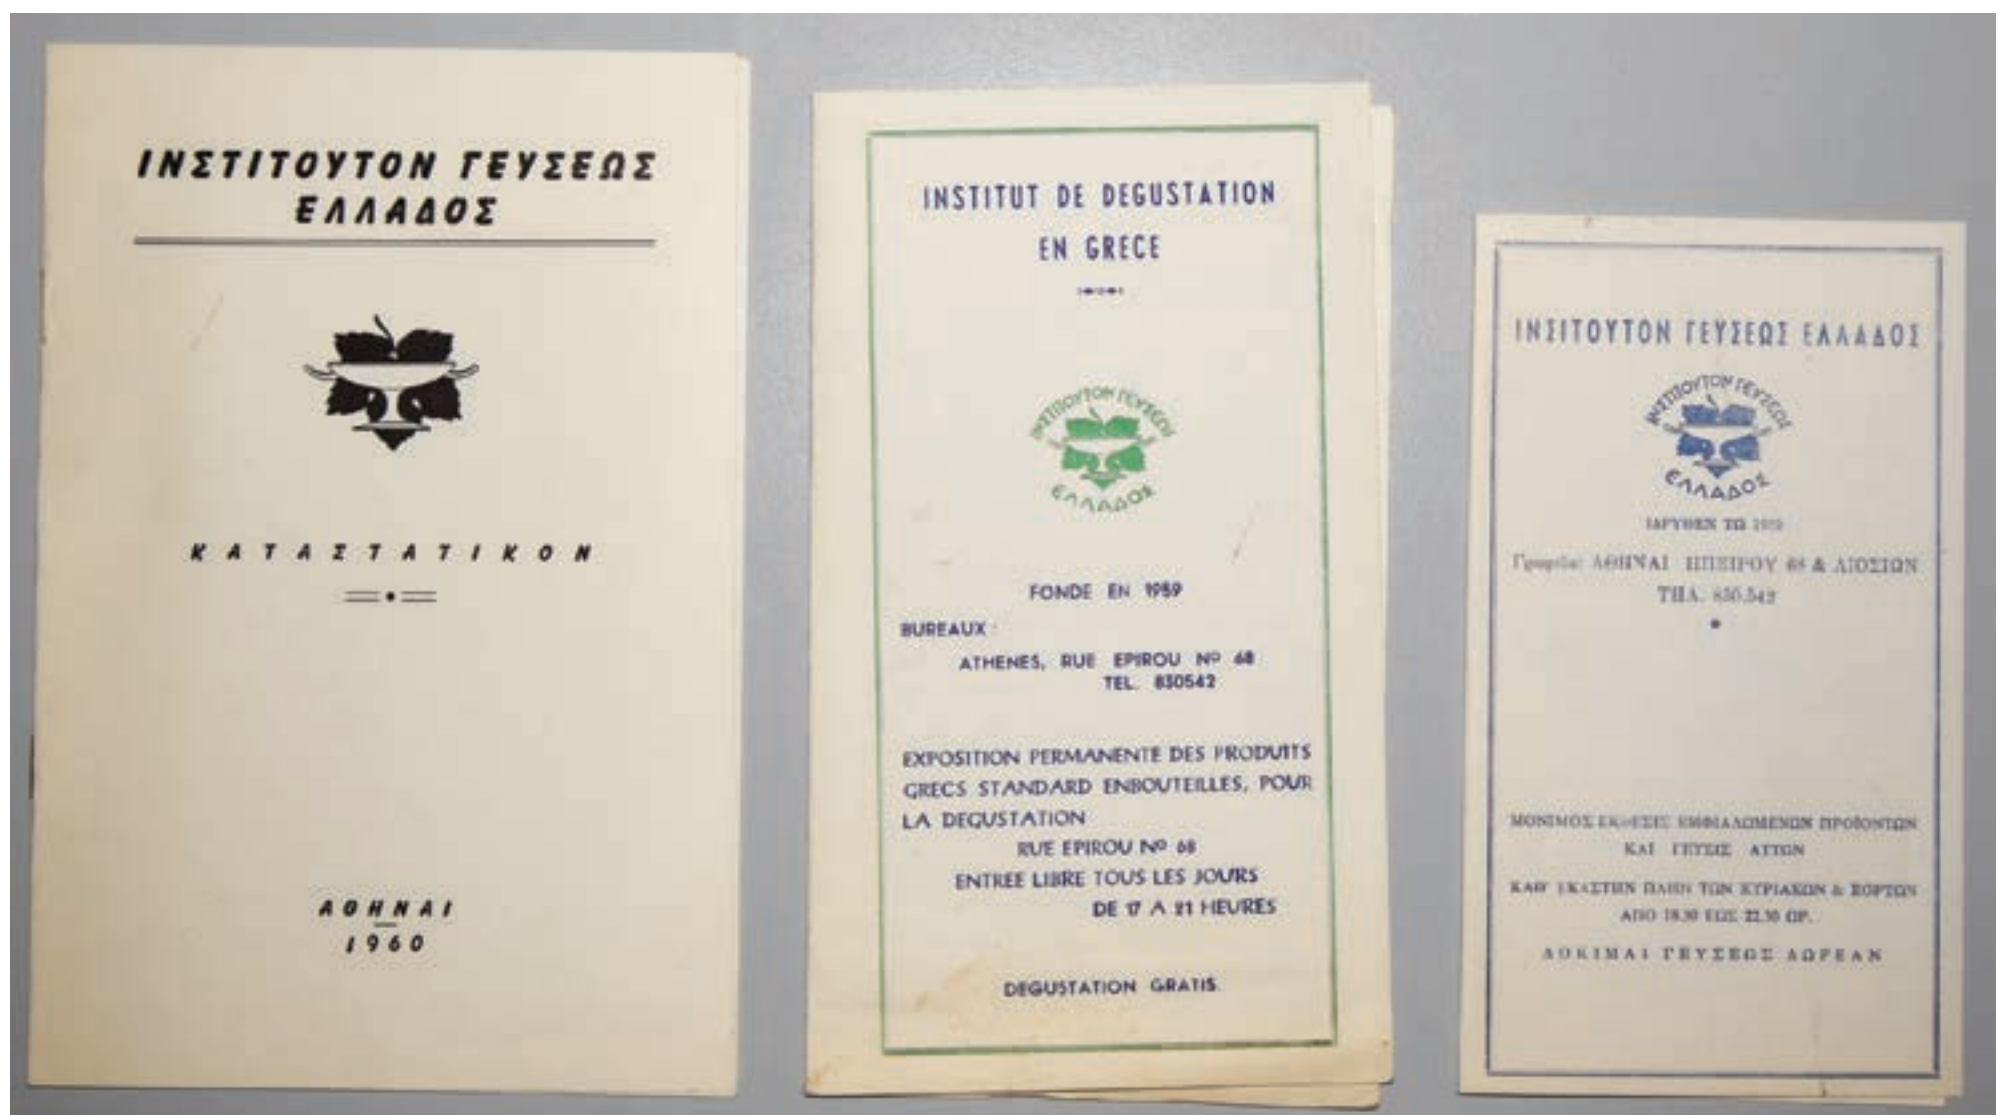 ΙΝΣΤΙΤΟΥΤΟΝ ΓΕΥΣΕΩΣ
ΕΛΛΑΔΟΣ
ΚΑΤΑΣΤΑΤΙΚΟΝ
ΑΘΗΝΑΙ
1960
INSTITUT DE DEGUSTATION
EN GRECE
ΙΝΣΤΙΤΟΥΤΟΝ ΓΕΥΣΕΩΣ
ΕΛΛΑΔΟΣ
FONDE EN 1959
BUREAUX :
ATHENES, RUE EPIROU Nº 68
TEL. 830542
EXPOSITION PERMANENTE DES PRODUITS
GRECS STANDARD ENBOUTEILLES, POUR
LA DEGUSTATION
RUE EPIROU Nº 68
ENTREE LIBRE TOUS LES JOURS
DE 17 A 21 HEURES
DEGUSTATION GRATIS.
ΙΝΣΙΤΟΥΤΟΝ ΓΕΥΣΕΩΣ ΕΛΛΑΔΟΣ
ΙΝΣΤΙΤΟΥΤΟΝ ΓΕΥΣΕΩΣ
ΕΛΛΑΔΟΣ
ΙΔΡΥΘΕΝ ΤΩ 1959
Γραφεῖα: ΑΘΗΝΑΙ ΗΠΕΙΡΟΥ 68 & ΛΙΟΣΙΩΝ
ΤΗΛ. 830.542
ΜΟΝΙΜΟΣ ΕΚΘΕΣΙΣ ΕΜΦΙΑΛΩΜΕΝΩΝ ΠΡΟΪΟΝΤΩΝ
ΚΑΙ ΓΕΥΣΙΣ ΑΥΤΩΝ
ΚΑΘ' ΕΚΑΣΤΗΝ ΠΛΗΝ ΤΩΝ ΚΥΡΙΑΚΩΝ & ΕΟΡΤΩΝ
ΑΠΟ 18.30 ΕΩΣ 22.30 ΩΡ.
ΔΟΚΙΜΑΙ ΓΕΥΣΕΩΣ ΔΩΡΕΑΝ